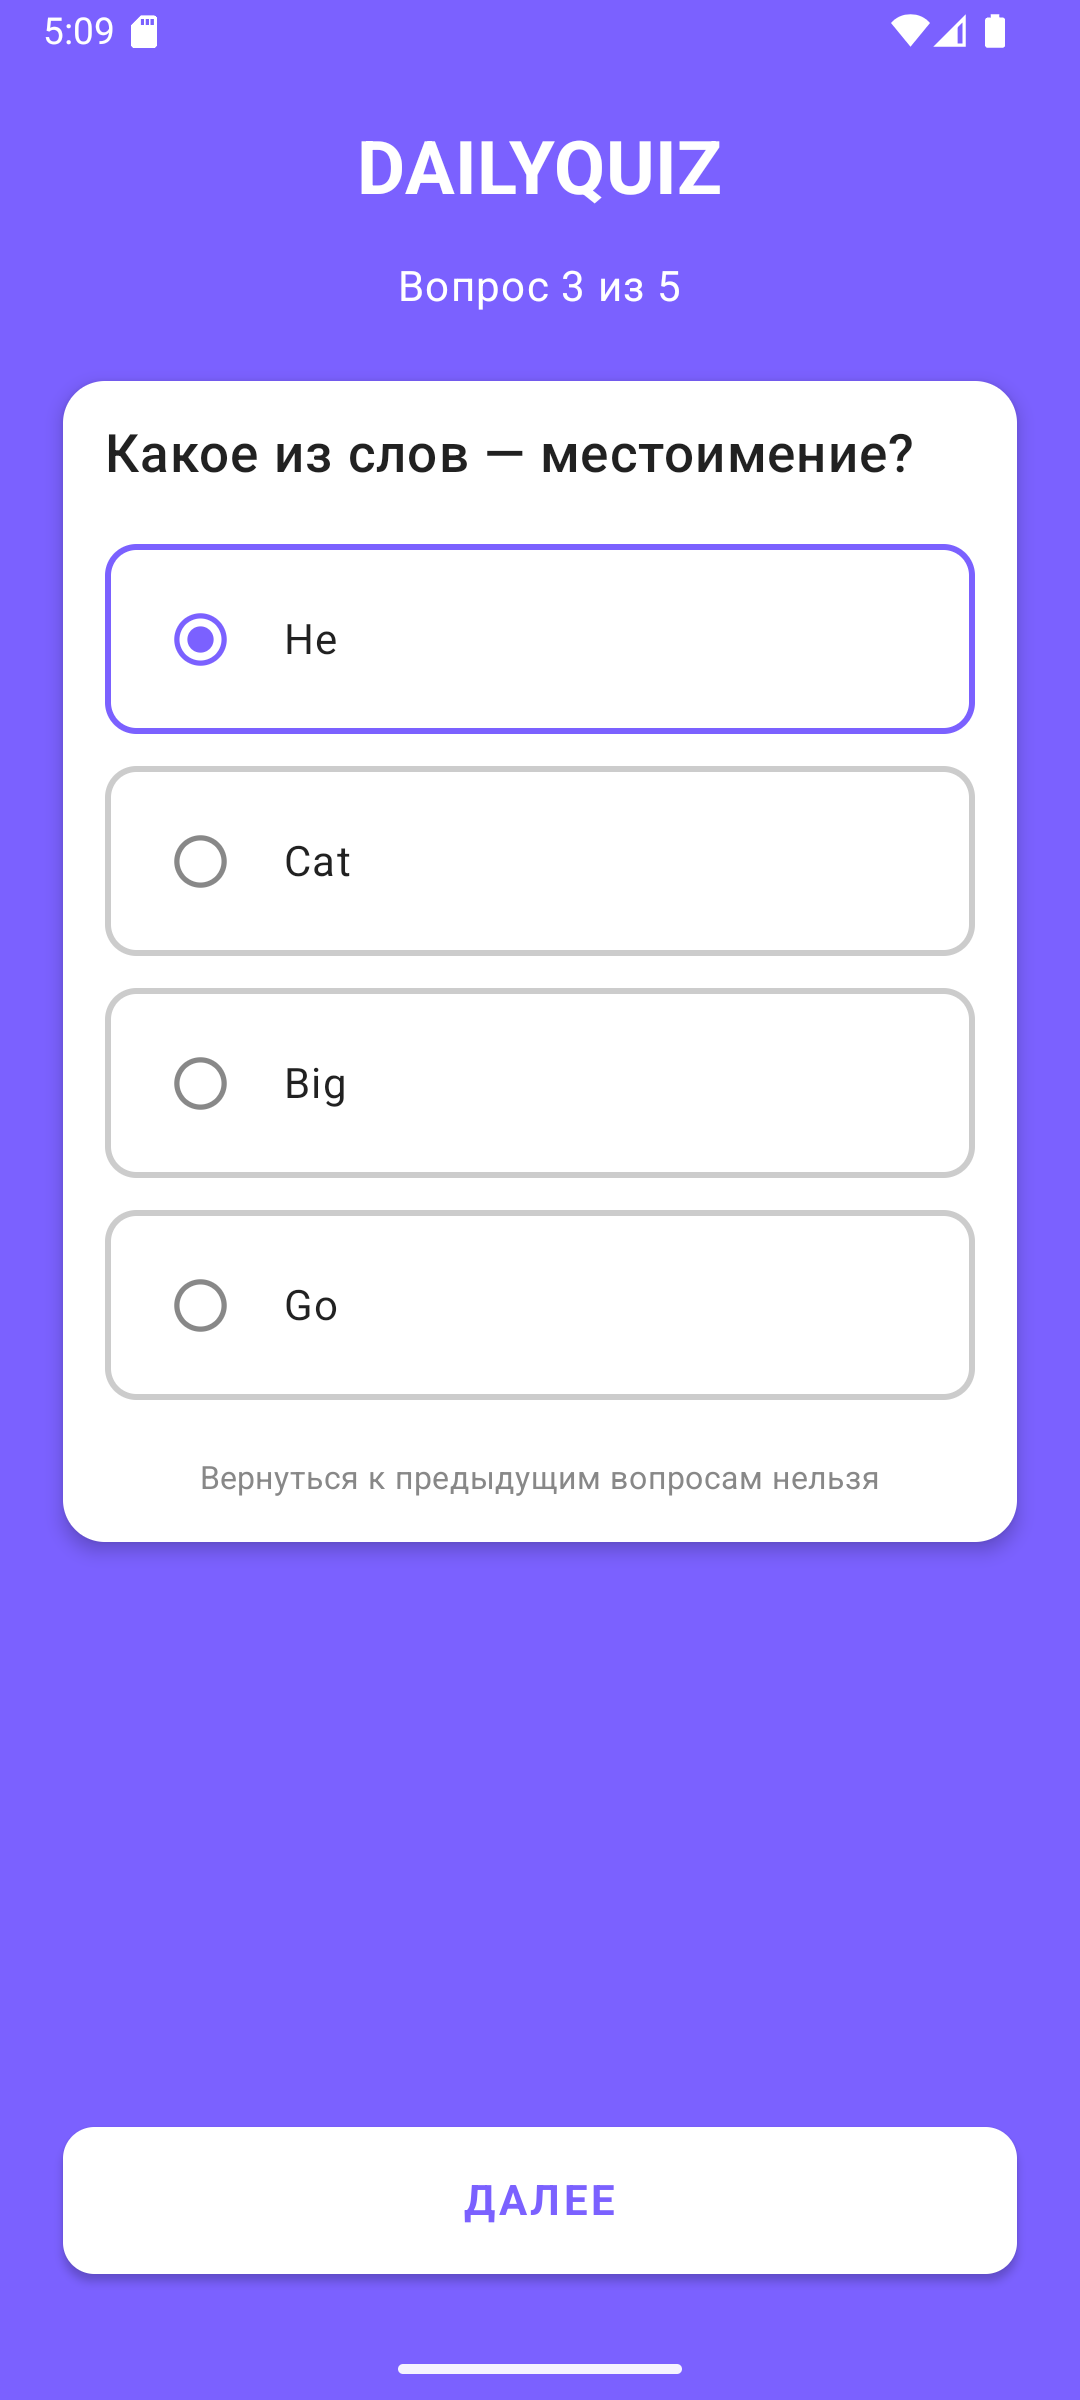 5:09
DAILYQUIZ
Вопрос 3 из 5
Какое из слов — местоимение?
He
Cat
Big
Go
Вернуться к предыдущим вопросам нельзя
ДАЛЕЕ